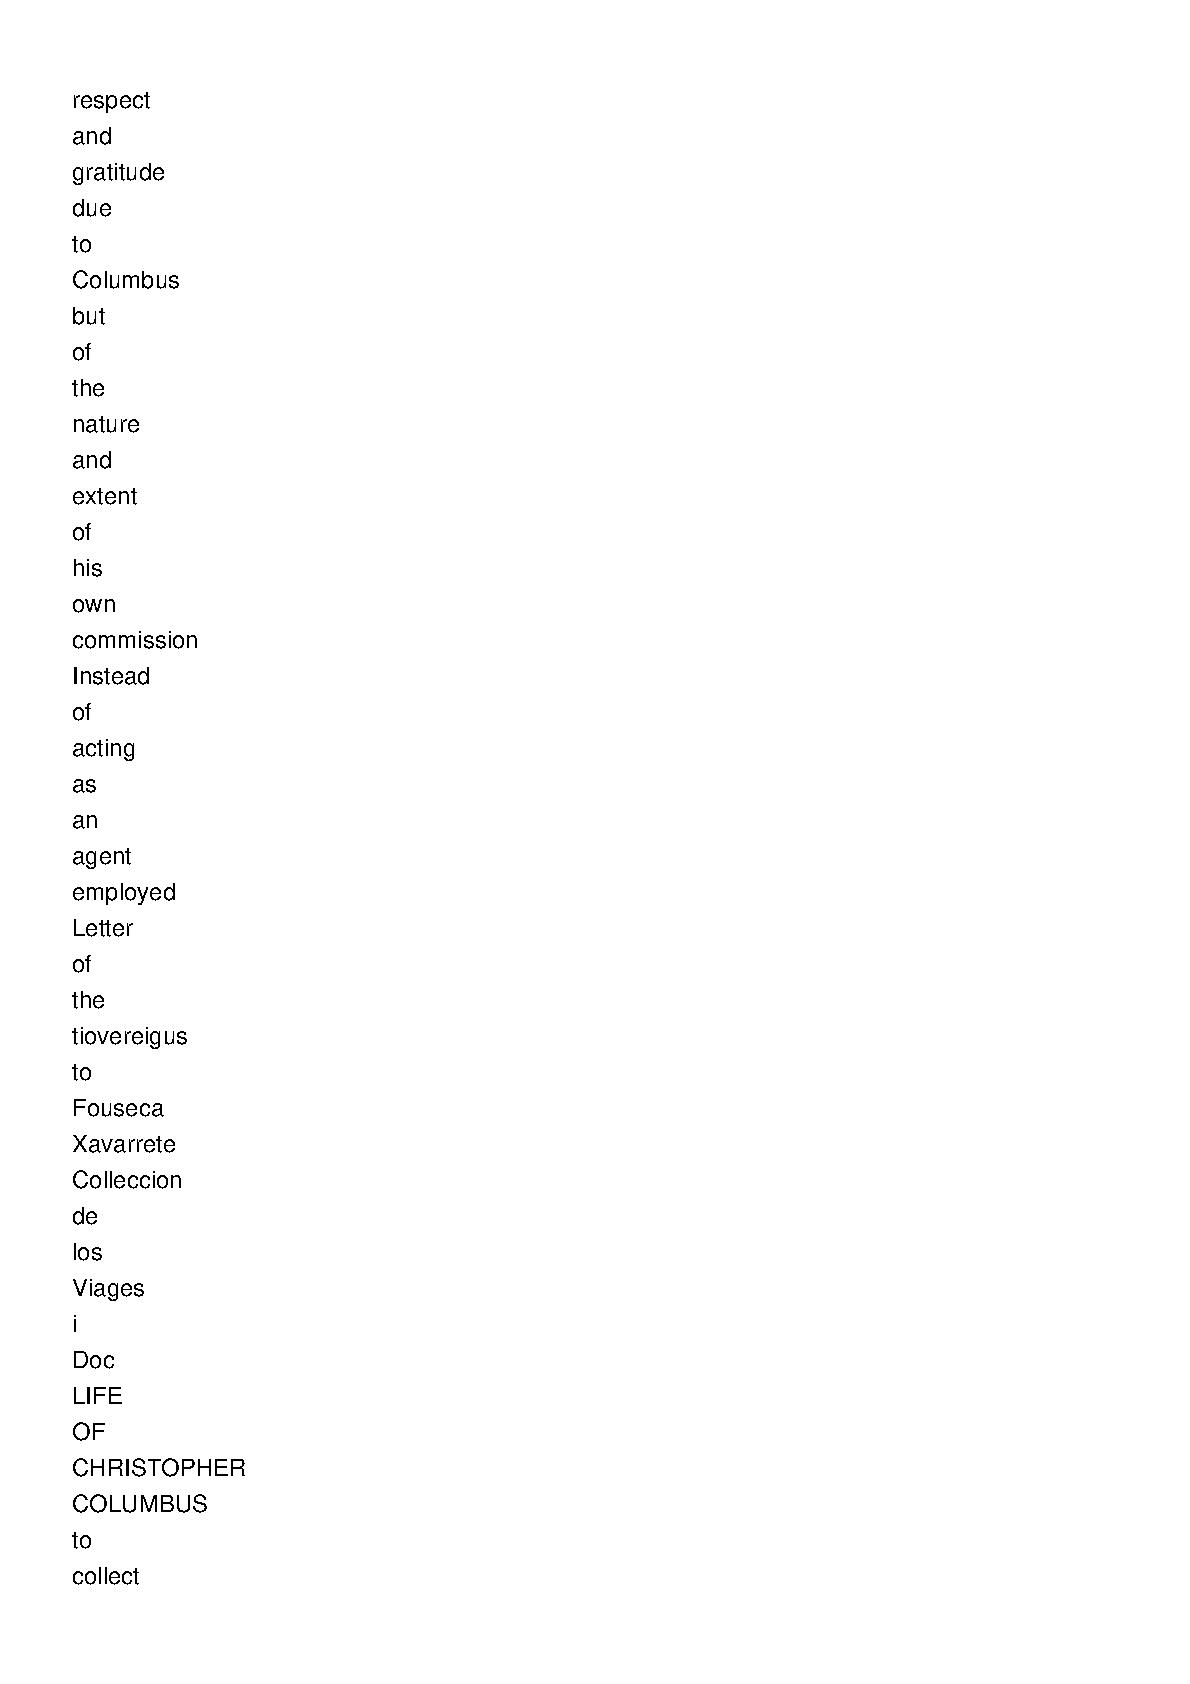 respect
and
gratitude
due
to
Columbus
but
of
the
nature
and
extent
of
his
own
commission
Instead
of
acting
as
an
agent
employed
Letter
of
the
tiovereigus
to
Fouseca
Xavarrete
Colleccion
de
los
Viages
i
Doc
LIFE
OF
CHRISTOPHER
COLUMBUS
to
collect